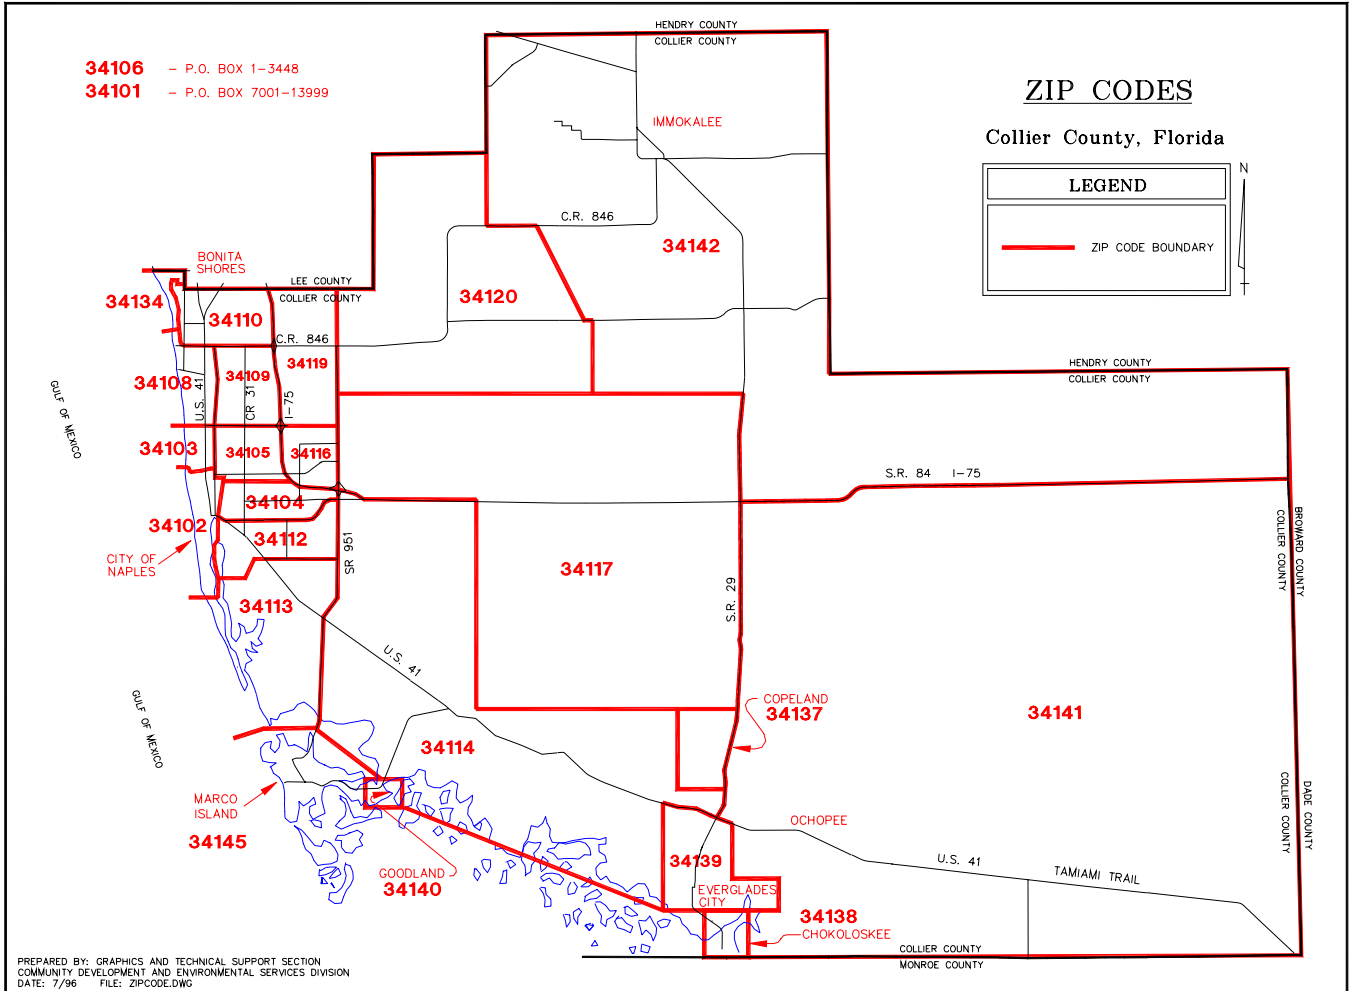 HENDRY COUNTY
COLLIER COUNTY
34106 - P.O. BOX 1-3448
34101 - P.O. BOX 7001-13999
ZIP CODES
Collier County, Florida
LEGEND
ZIP CODE BOUNDARY
N
IMMOKALEE
C.R. 846
34142
BONITA
SHORES
LEE COUNTY
COLLIER COUNTY
34134
34110
34120
C.R. 846
34119
34108
34109
U.S. 41
CR 31
I-75
HENDRY COUNTY
COLLIER COUNTY
GULF OF MEXICO
34103
34105
34116
S.R. 84 I-75
34104
34102
34112
CITY OF
NAPLES
SR 951
34117
S.R. 29
BROWARD COUNTY
COLLIER COUNTY
34113
U.S. 41
GULF OF MEXICO
COPELAND
34137
34141
34114
MARCO
ISLAND
34145
DADE COUNTY
COLLIER COUNTY
OCHOPEE
U.S. 41
TAMIAMI TRAIL
GOODLAND
34140
34139
EVERGLADES
CITY
34138
CHOKOLOSKEE
COLLIER COUNTY
MONROE COUNTY
PREPARED BY: GRAPHICS AND TECHNICAL SUPPORT SECTION
COMMUNITY DEVELOPMENT AND ENVIRONMENTAL SERVICES DIVISION
DATE: 7/96 FILE: ZIPCODE.DWG